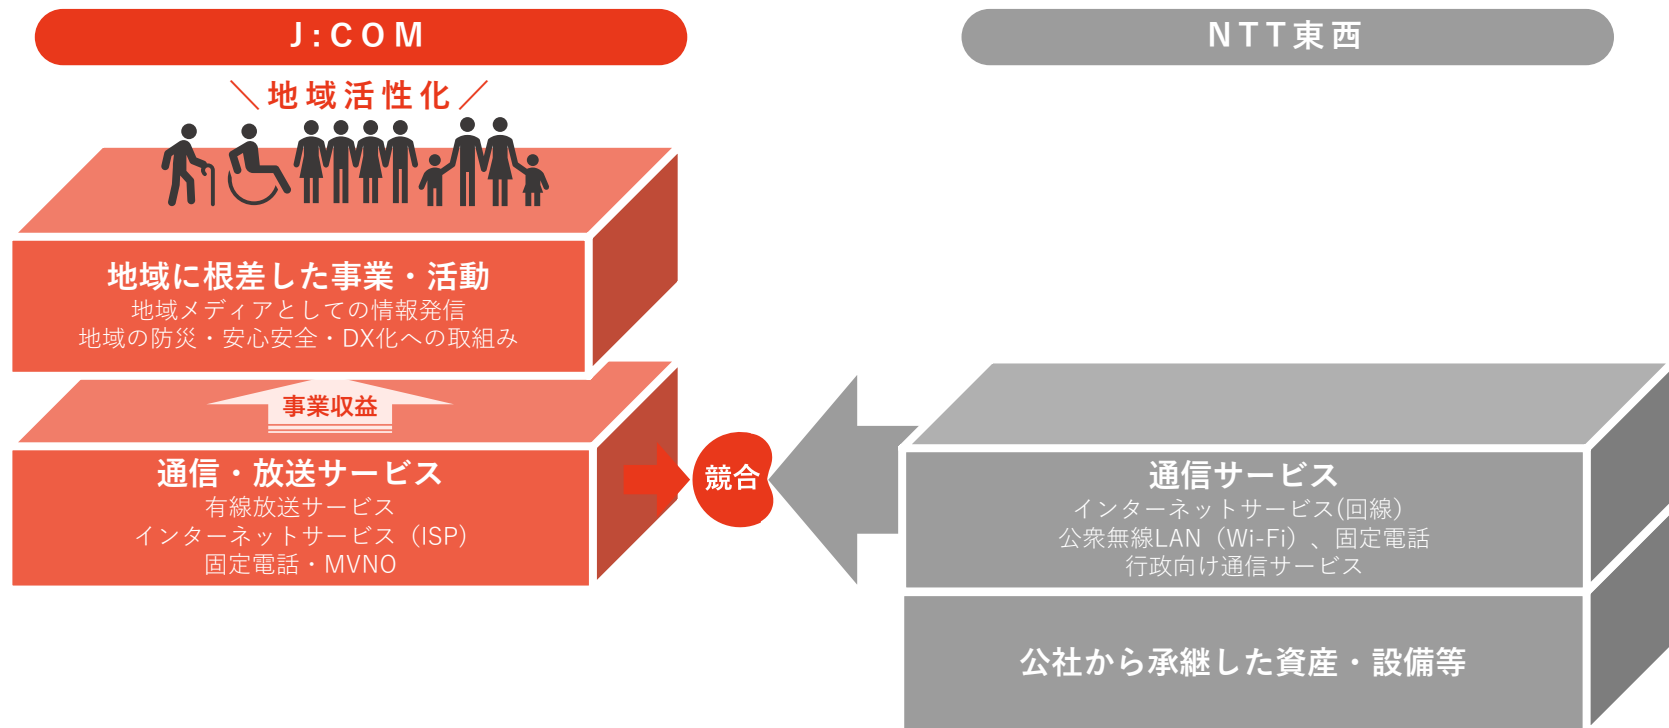 J:COM
＼地域活性化／
地域に根差した事業・活動
地域メディアとしての情報発信
地域の防災・安心安全・DX化への取組み
事業収益
通信・放送サービス
有線放送サービス
インターネットサービス（ISP)
固定電話・MVNO
競合
NTT東西
通信サービス
インターネットサービス(回線）
公衆無線LAN（Wi-Fi）、固定電話
行政向け通信サービス
公社から承継した資産・設備等